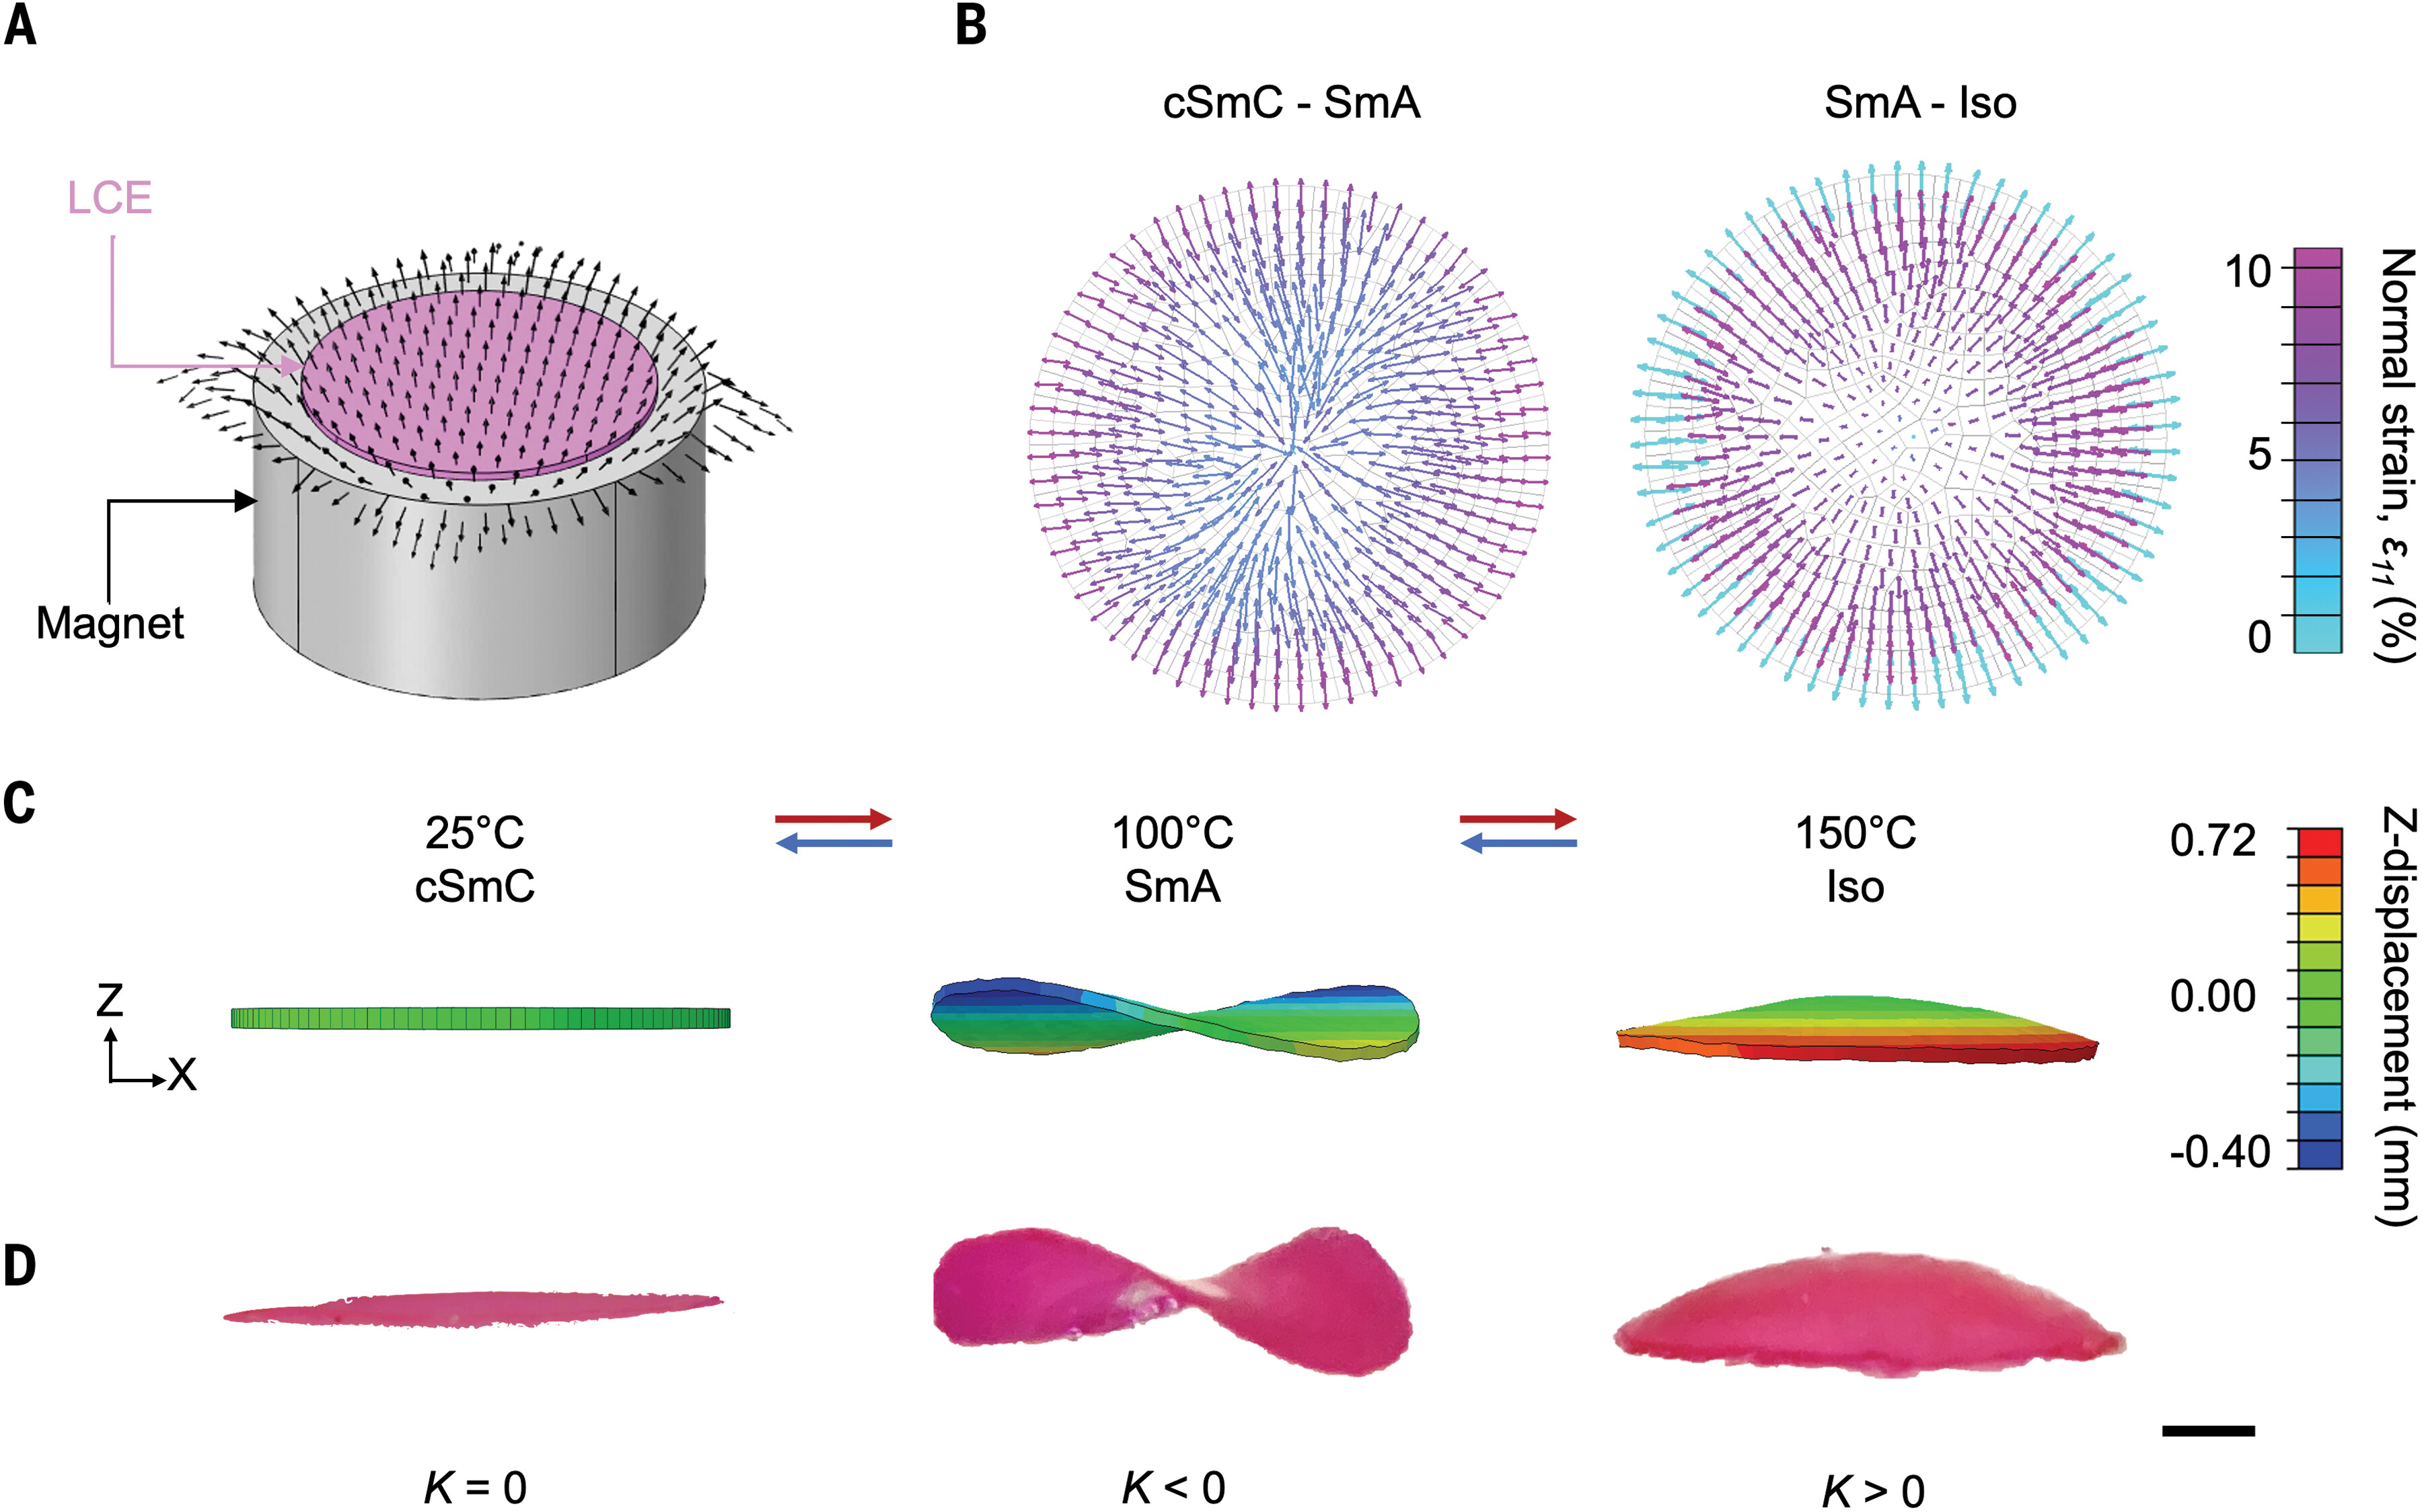 A
LCE
Magnet
B
cSmC - SmA
SmA - Iso
10
5
0
Normal strain, ε11 (%)
C
25°C
cSmC
100°C
SmA
150°C
Iso
Z
X
0.72
0.00
-0.40
Z-displacement (mm)
D
K = 0
K < 0
K > 0